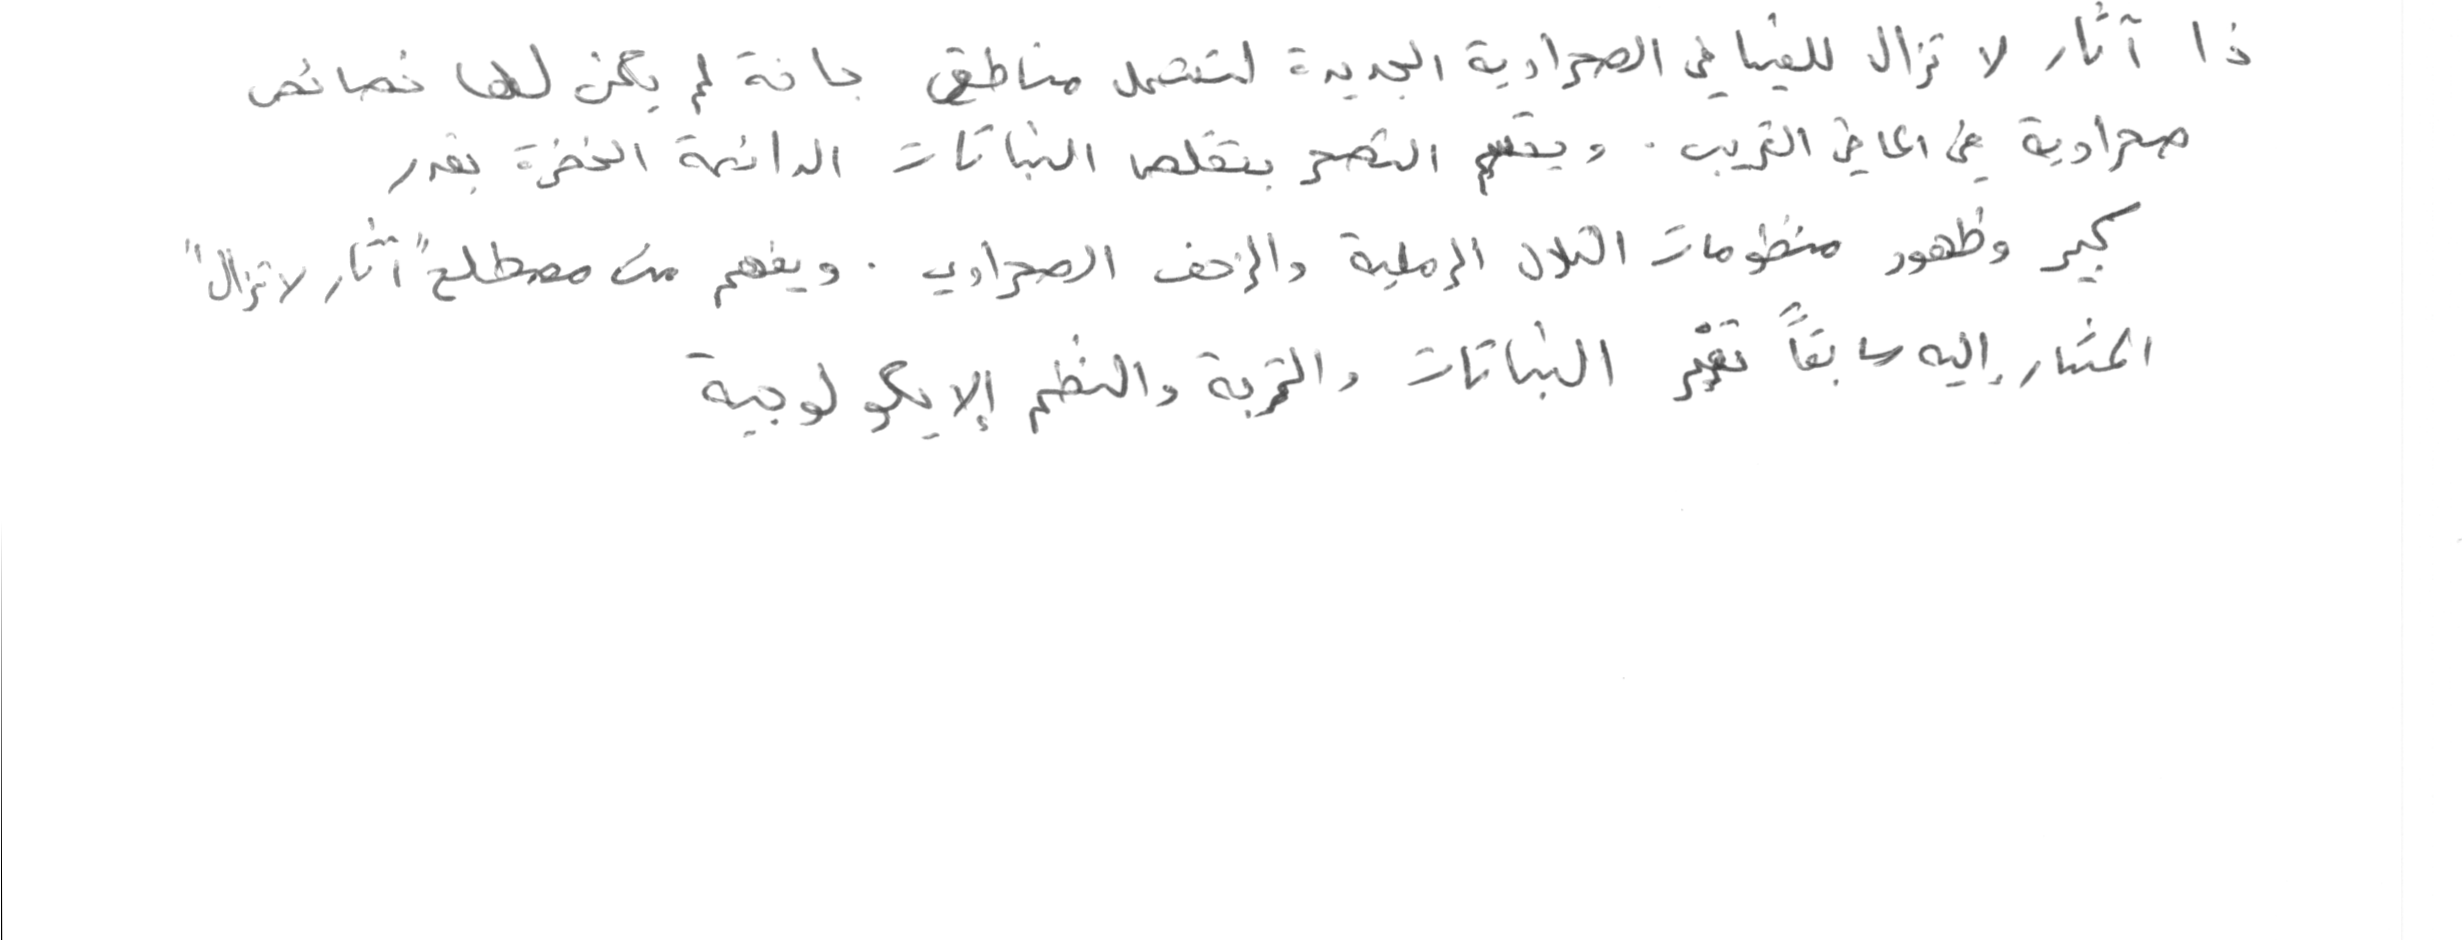 ذا آثار لا تزال للفيافي الصحراوية الجديدة لتشمل مناطق جافة لم يكن لها خصائص
صحراوية في الماضي القريب . ويتسم التصحر بتقلص النباتات الدائمة الخضرة بقدر
كبير وظهور منظومات التلال الرملية والزحف الصحراوي . ويفهم من مصطلح "آثار لا تزال"
المشار إليه سابقاً تغير النباتات والتربة والنظم الإيكولوجية